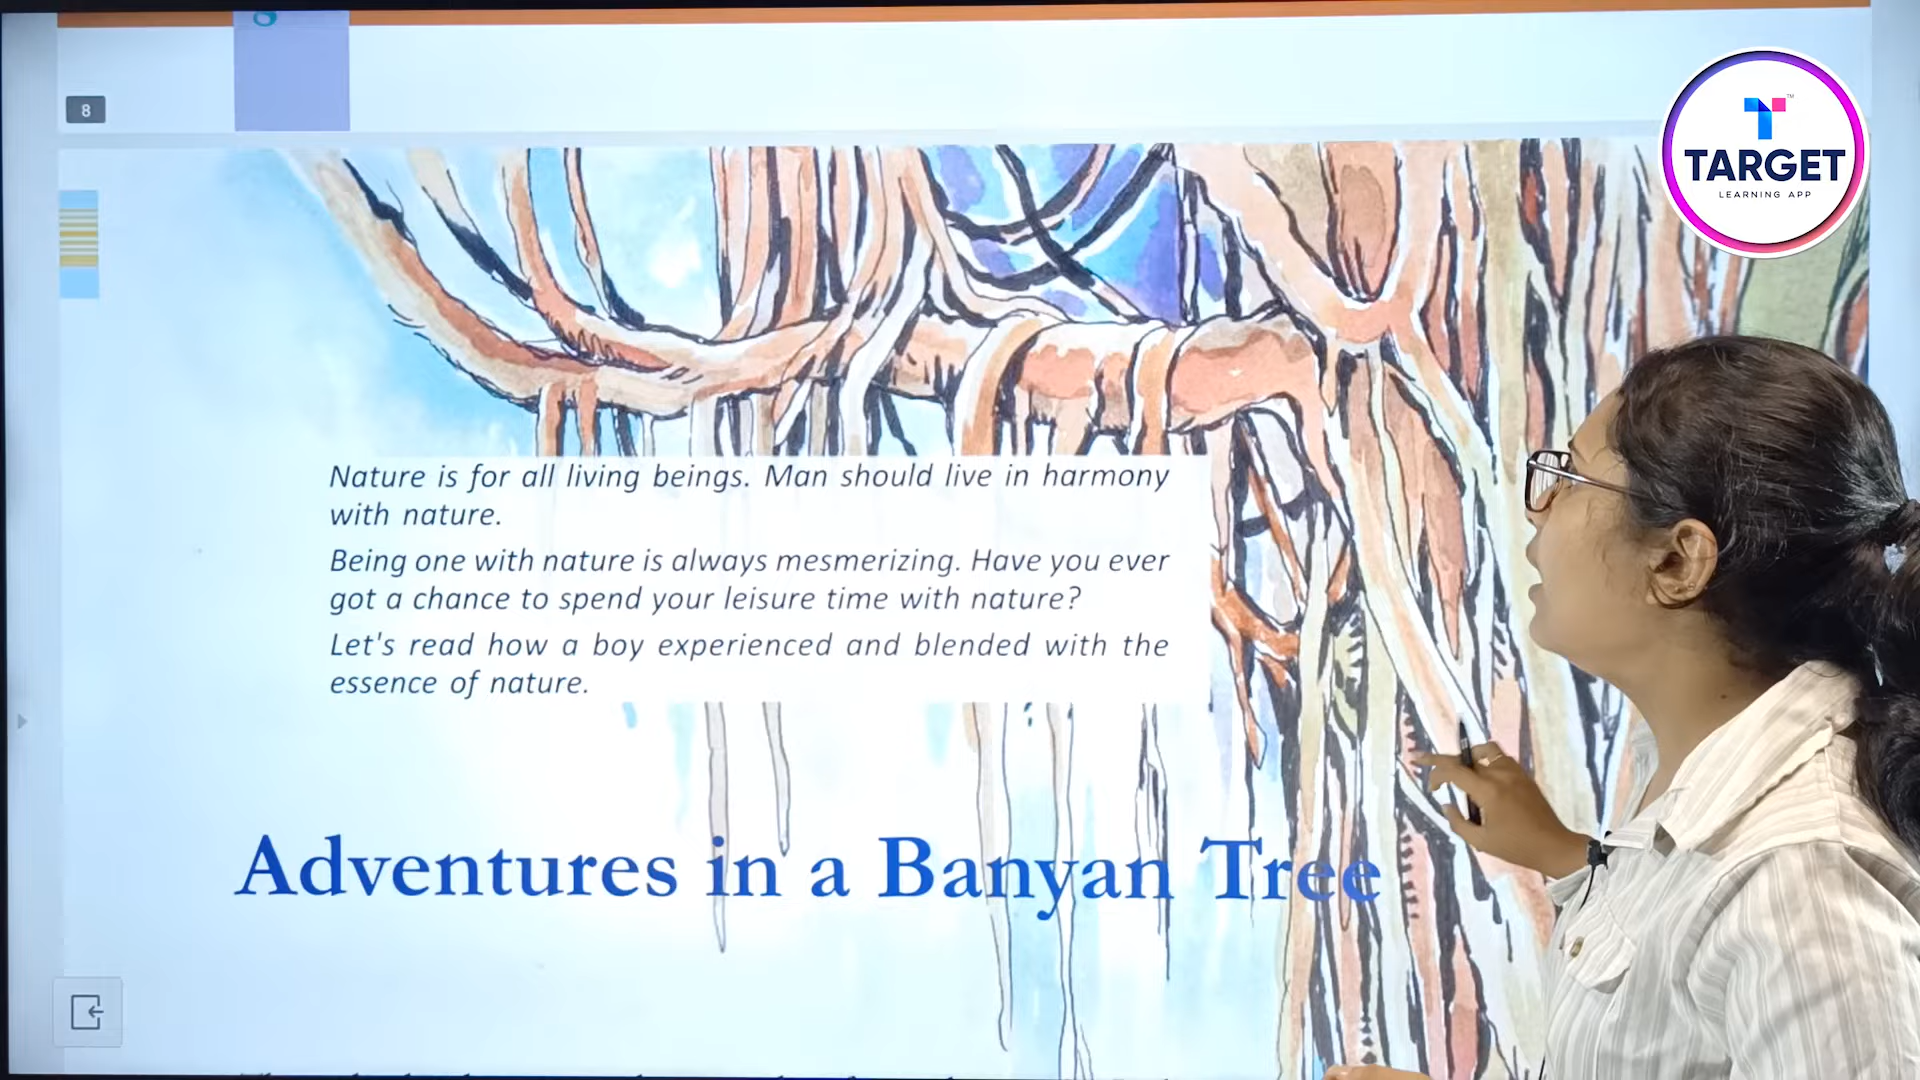 8
TM
TARGET
LEARNING APP
Nature is for all living beings. Man should live in harmony
with nature.
Being one with nature is always mesmerizing. Have you ever
got a chance to spend your leisure time with nature?
Let's read how a boy experienced and blended with the
essence of nature.
Adventures in a Banyan Tree